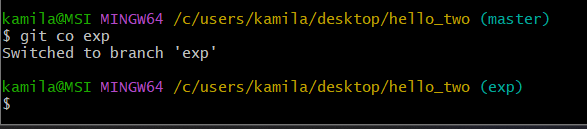 kamila@MSI MINGW64 /c/users/kamila/desktop/hello_two (master)
$ git co exp
Switched to branch 'exp'
kamila@MSI MINGW64 /c/users/kamila/desktop/hello_two (exp)
$